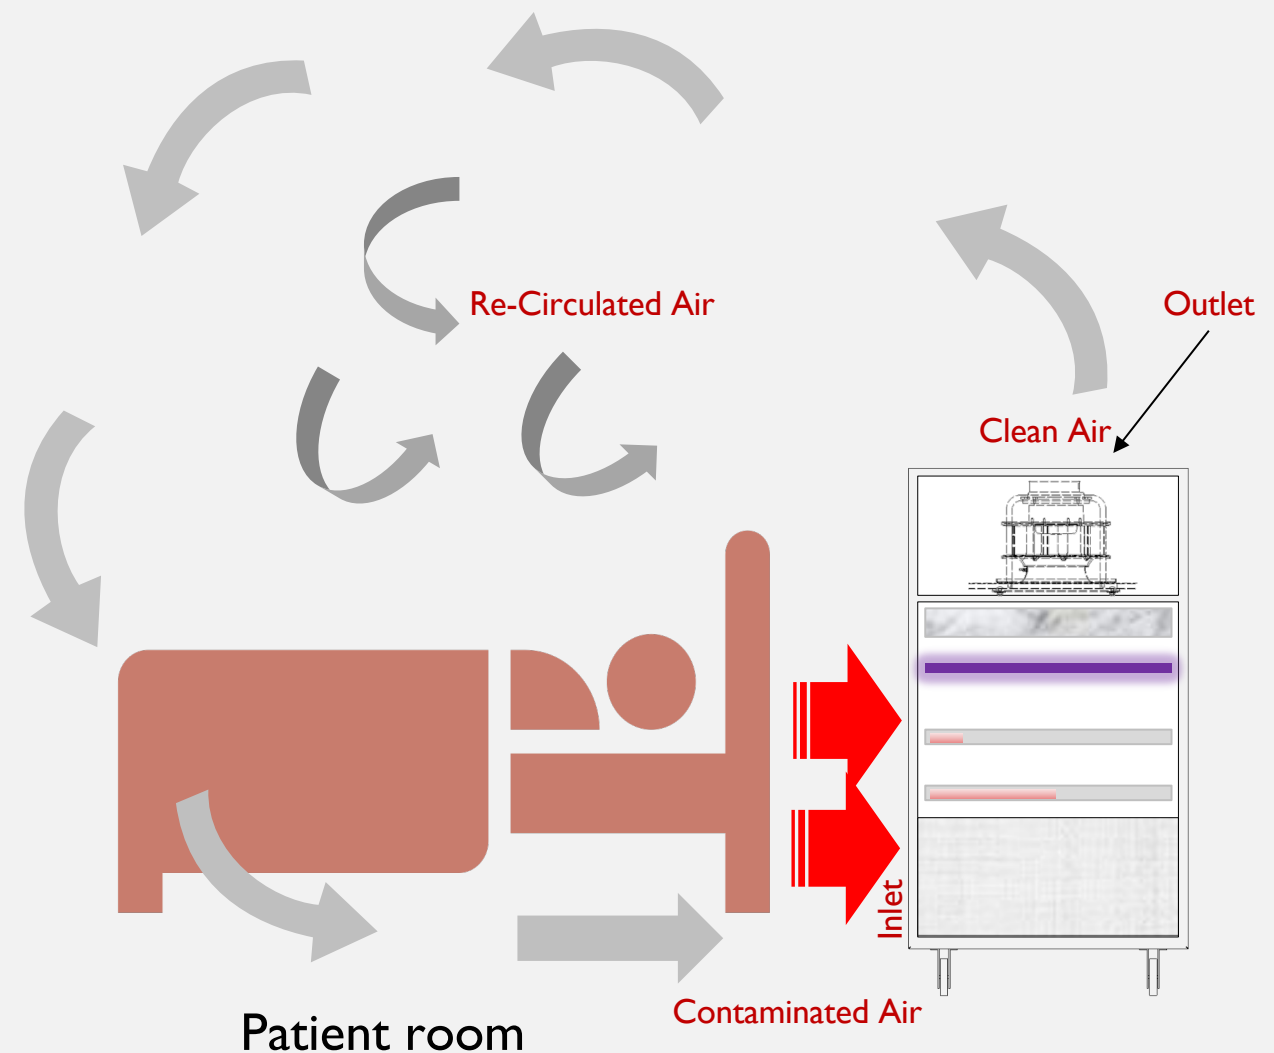 Re-Circulated Air
Outlet
Clean Air
Inlet
Contaminated Air
Patient room